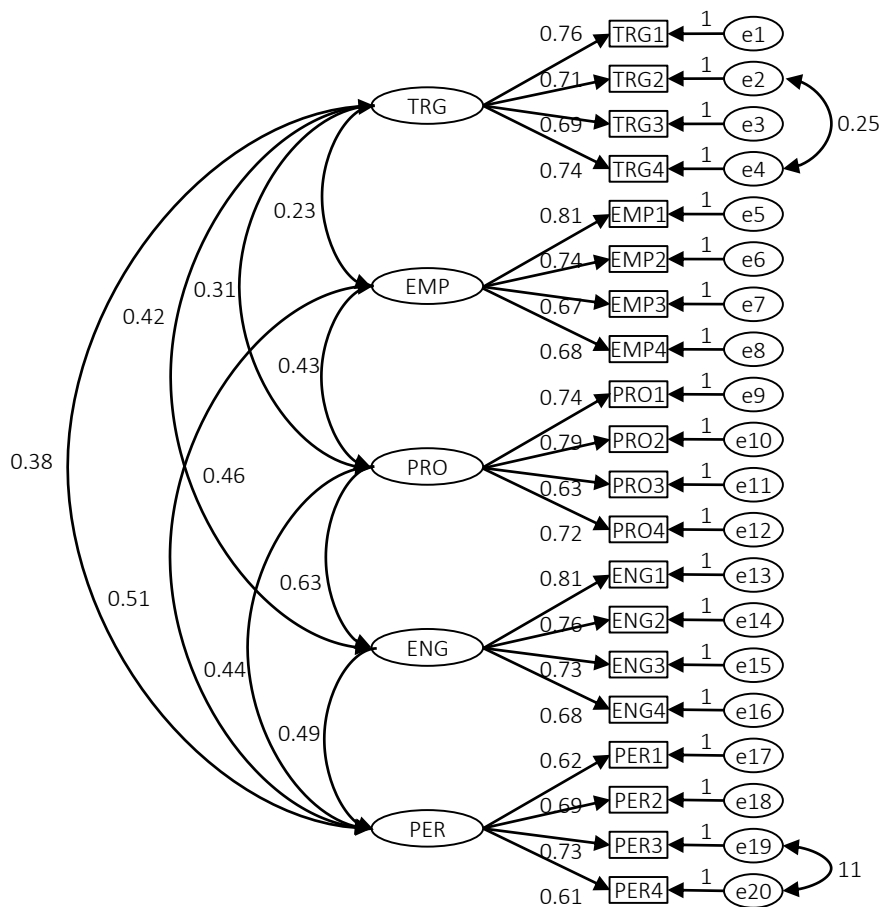 0.76 TRG1 1 e1
0.71 TRG2 1 e2
TRG
0.69 TRG3 1 e3
0.25
0.74 TRG4 1 e4
0.23
0.81 EMP1 1 e5
0.74 EMP2 1 e6
EMP
0.31
0.42
0.67 EMP3 1 e7
0.68 EMP4 1 e8
0.43
0.74 PRO1 1 e9
0.79 PRO2 1 e10
PRO
0.38
0.46
0.63 PRO3 1 e11
0.72 PRO4 1 e12
0.63
0.81 ENG1 1 e13
0.51
0.76 ENG2 1 e14
ENG
0.44
0.73 ENG3 1 e15
0.68 ENG4 1 e16
0.49
0.62 PER1 1 e17
0.69 PER2 1 e18
PER
0.73 PER3 1 e19
11
0.61 PER4 1 e20